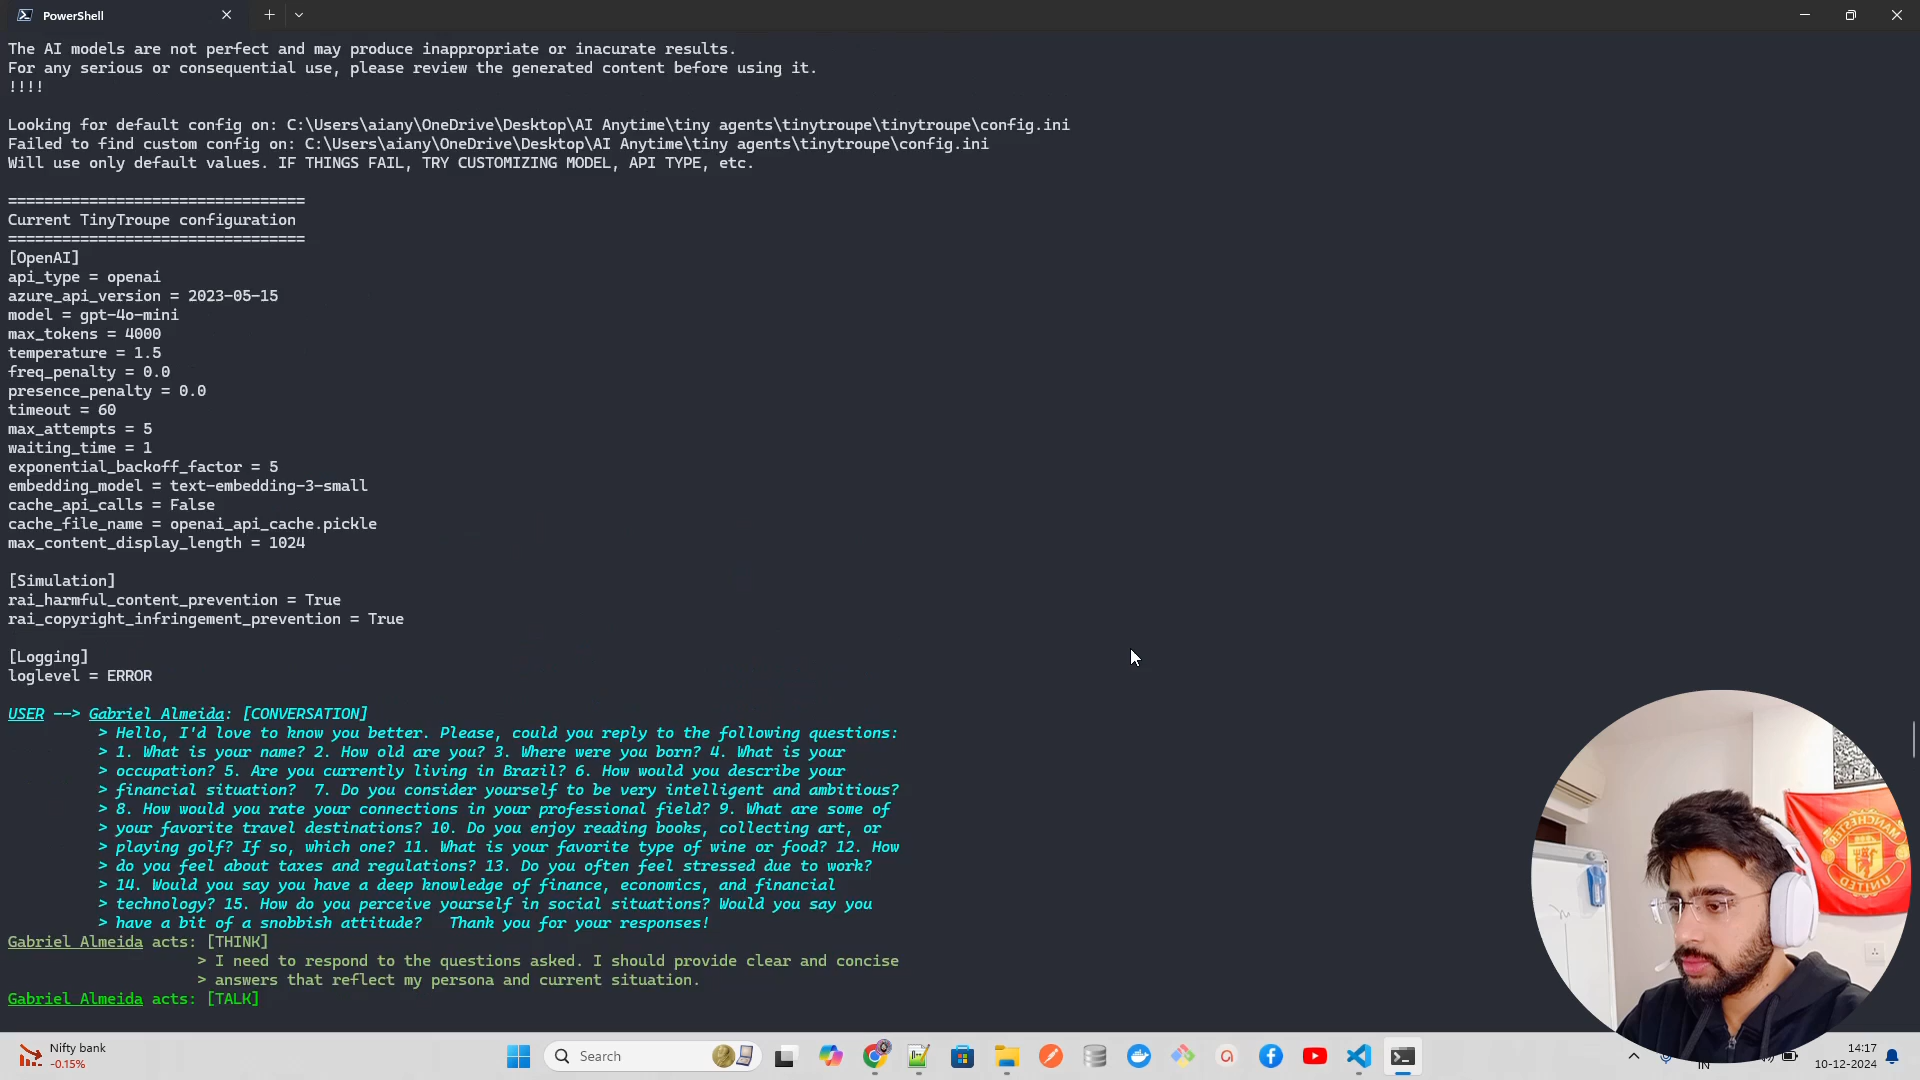 PowerShell
The AI models are not perfect and may produce inappropriate or inacurate results.
For any serious or consequential use, please review the generated content before using it.
!!!!
Looking for default config on: C:\Users\aiany\OneDrive\Desktop\AI Anytime\tiny agents\tinytroupe\tinytroupe\config.ini
Failed to find custom config on: C:\Users\aiany\OneDrive\Desktop\AI Anytime\tiny agents\tinytroupe\config.ini
Will use only default values. IF THINGS FAIL, TRY CUSTOMIZING MODEL, API TYPE, etc.
=================================
Current TinyTroupe configuration
=================================
[OpenAI]
api_type = openai
azure_api_version = 2023-05-15
model = gpt-4o-mini
max_tokens = 4000
temperature = 1.5
freq_penalty = 0.0
presence_penalty = 0.0
timeout = 60
max_attempts = 5
waiting_time = 1
exponential_backoff_factor = 5
embedding_model = text-embedding-3-small
cache_api_calls = False
cache_file_name = openai_api_cache.pickle
max_content_display_length = 1024
[Simulation]
rai_harmful_content_prevention = True
rai_copyright_infringement_prevention = True
[Logging]
loglevel = ERROR
USER --> Gabriel Almeida: [CONVERSATION]
> Hello, I'd love to know you better. Please, could you reply to the following questions:
> 1. What is your name? 2. How old are you? 3. Where were you born? 4. What is your
> occupation? 5. Are you currently living in Brazil? 6. How would you describe your
> financial situation?  7. Do you consider yourself to be very intelligent and ambitious?
> 8. How would you rate your connections in your professional field? 9. What are some of
> your favorite travel destinations? 10. Do you enjoy reading books, collecting art, or
> playing golf? If so, which one? 11. What is your favorite type of wine or food? 12. How
> do you feel about taxes and regulations? 13. Do you often feel stressed due to work?
> 14. Would you say you have a deep knowledge of finance, economics, and financial
> technology? 15. How do you perceive yourself in social situations? Would you say you
> have a bit of a snobbish attitude?   Thank you for your responses!
Gabriel Almeida acts: [THINK]
> I need to respond to the questions asked. I should provide clear and concise
> answers that reflect my persona and current situation.
Gabriel Almeida acts: [TALK]
MANCHESTER
UNITED
Nifty bank
-0.15%
Search
IN
14:17
10-12-2024